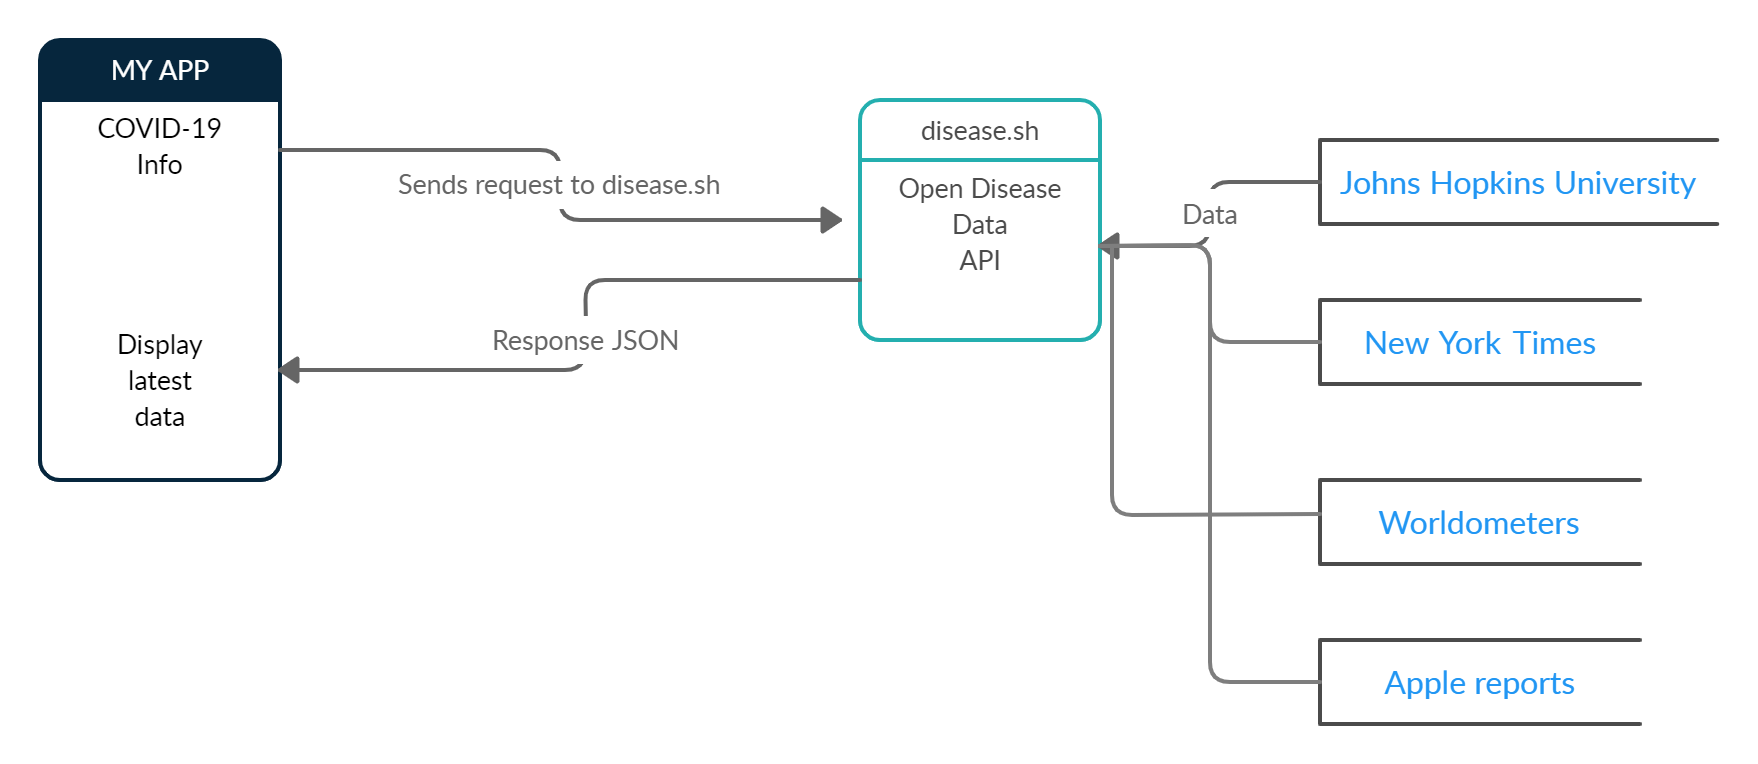 MY APP
COVID-19
Info
Display
latest
data
Sends request to disease.sh
Response JSON
disease.sh
Open Disease
Data
API
Data
Johns Hopkins University
New York Times
Worldometers
Apple reports